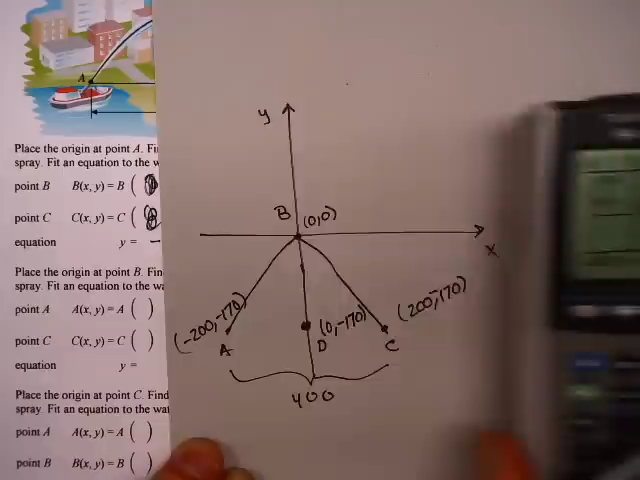 A
Place the origin at point A. Fi
spray. Fit an equation to the w
point B B(x, y) = B (
point C C(x, y) = C (
equation y =
Place the origin at point B. Fin
spray. Fit an equation to the wa
point A A(x, y) = A ( )
point C C(x, y) = C ( )
equation y =
Place the origin at point C. Find
spray. Fit an equation to the wat
point A A(x, y) = A ( )
point B B(x, y) = B ( )
y
B (0,0)
x
(-200,-170)
(0,-170)
(200,-170)
A
D
C
400